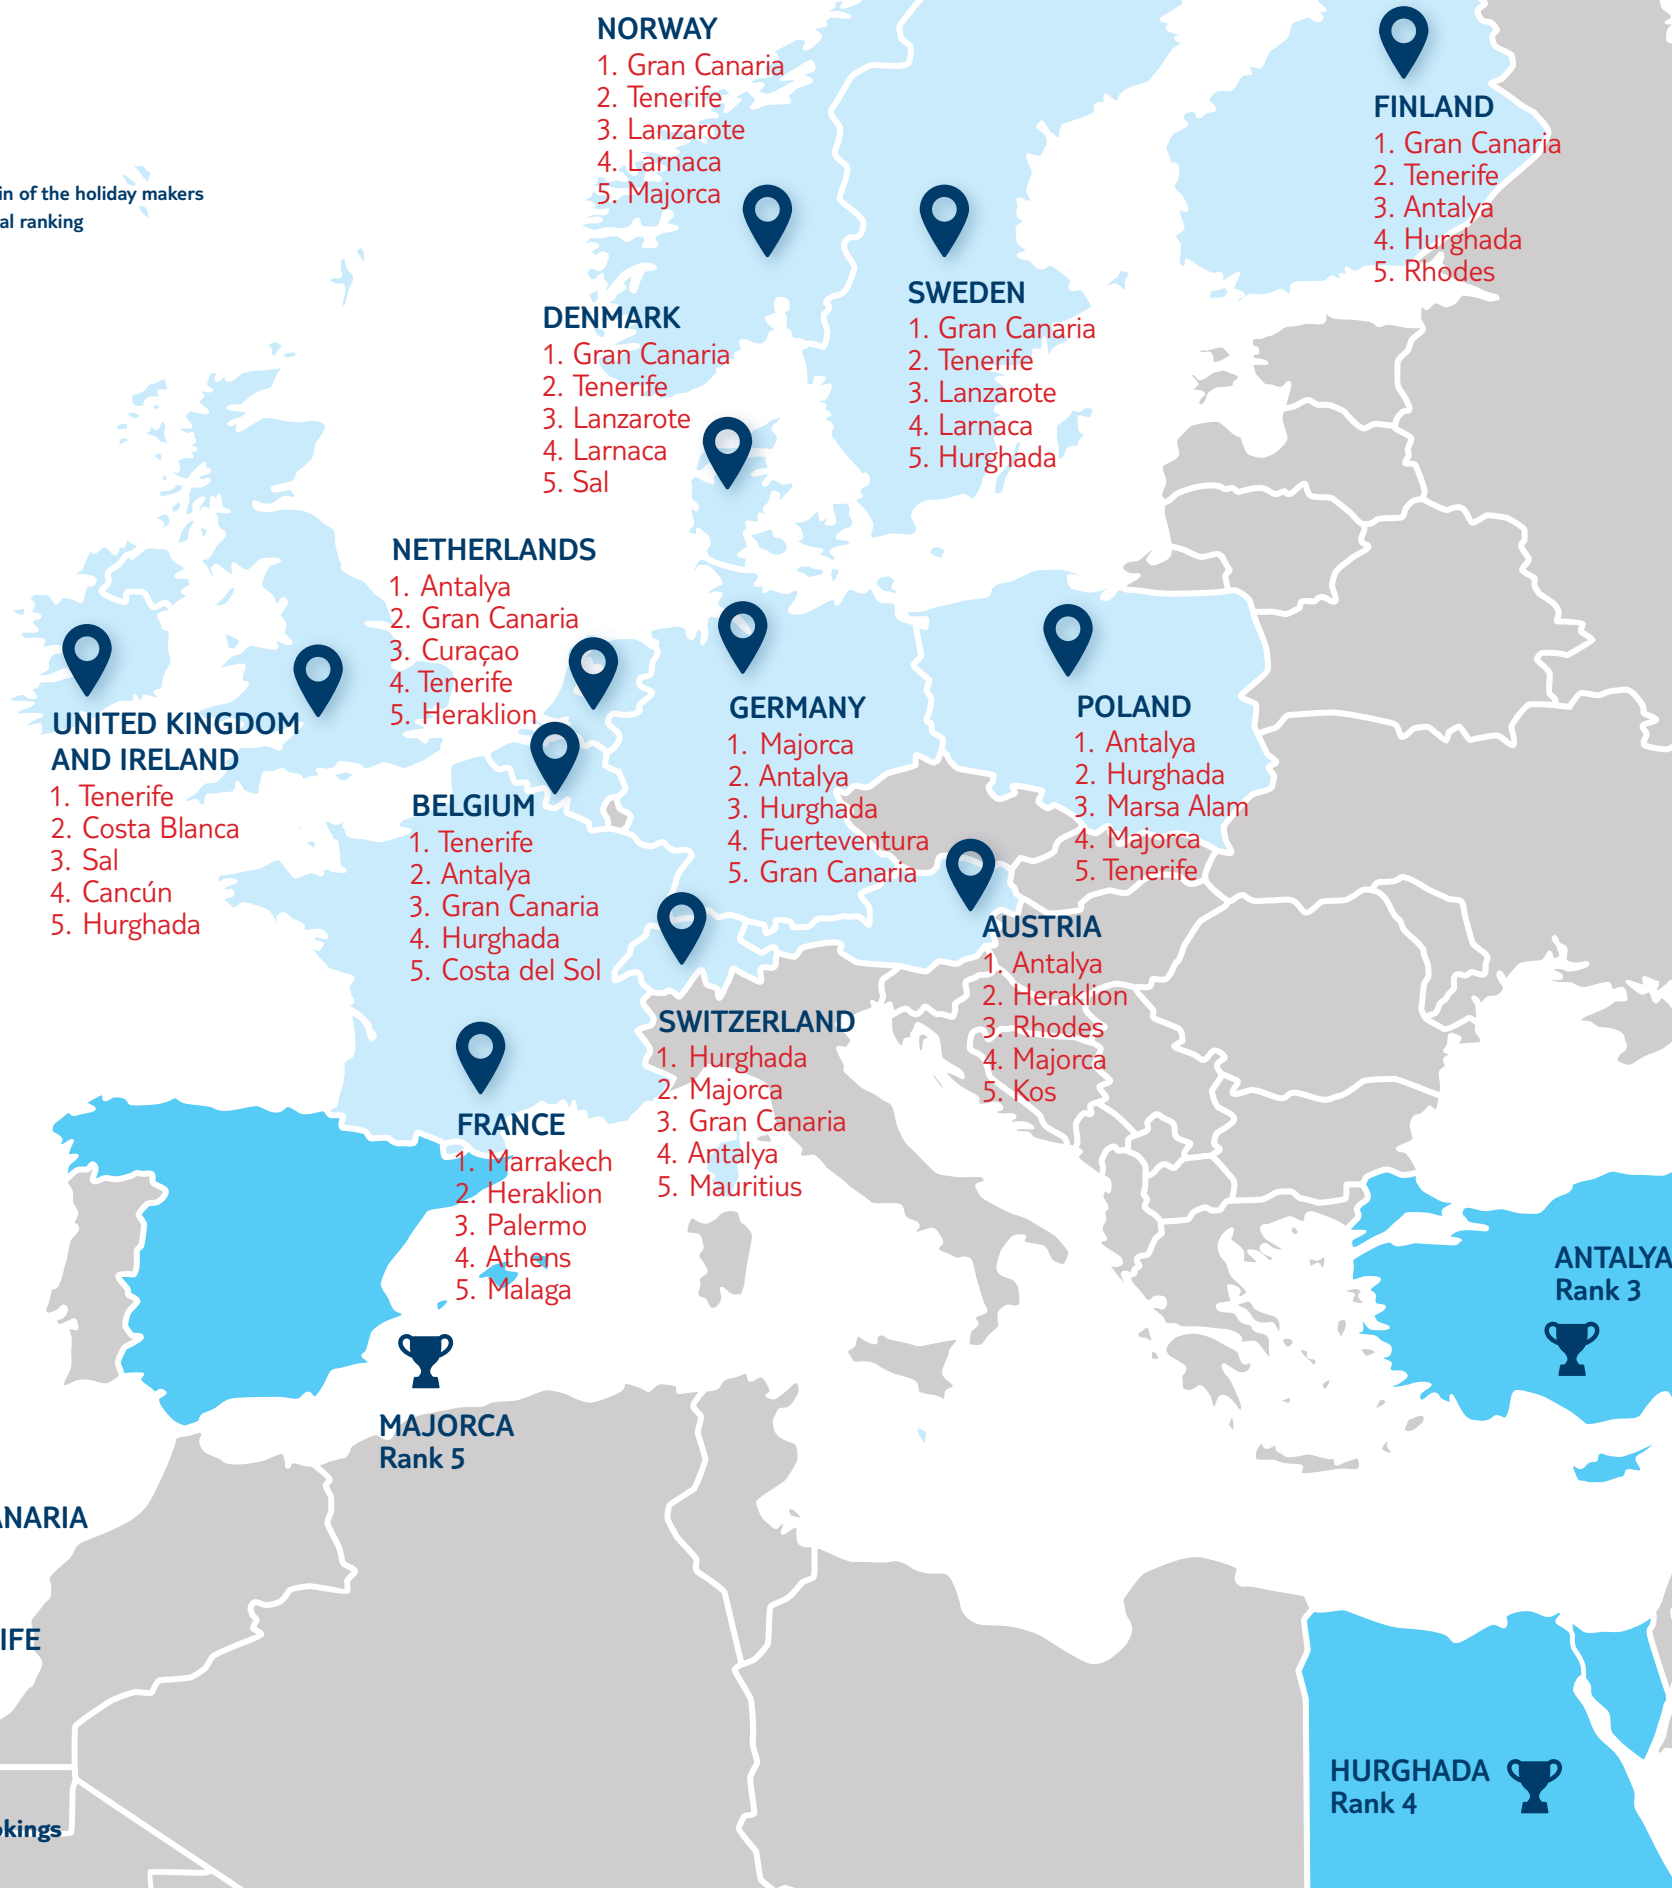 NORWAY
1. Gran Canaria
2. Tenerife
3. Lanzarote
4. Larnaca
5. Majorca
FINLAND
1. Gran Canaria
2. Tenerife
3. Antalya
4. Hurghada
5. Rhodes
in of the holiday makers
al ranking
SWEDEN
1. Gran Canaria
2. Tenerife
3. Lanzarote
4. Larnaca
5. Hurghada
DENMARK
1. Gran Canaria
2. Tenerife
3. Lanzarote
4. Larnaca
5. Sal
NETHERLANDS
1. Antalya
2. Gran Canaria
3. Curaçao
4. Tenerife
5. Heraklion
UNITED KINGDOM
AND IRELAND
1. Tenerife
2. Costa Blanca
3. Sal
4. Cancún
5. Hurghada
BELGIUM
1. Tenerife
2. Antalya
3. Gran Canaria
4. Hurghada
5. Costa del Sol
GERMANY
1. Majorca
2. Antalya
3. Hurghada
4. Fuerteventura
5. Gran Canaria
POLAND
1. Antalya
2. Hurghada
3. Marsa Alam
4. Majorca
5. Tenerife
AUSTRIA
1. Antalya
2. Heraklion
3. Rhodes
4. Majorca
5. Kos
SWITZERLAND
1. Hurghada
2. Majorca
3. Gran Canaria
4. Antalya
5. Mauritius
FRANCE
1. Marrakech
2. Heraklion
3. Palermo
4. Athens
5. Malaga
ANTALYA
Rank 3
MAJORCA
Rank 5
ANARIA
IFE
HURGHADA
Rank 4
okings